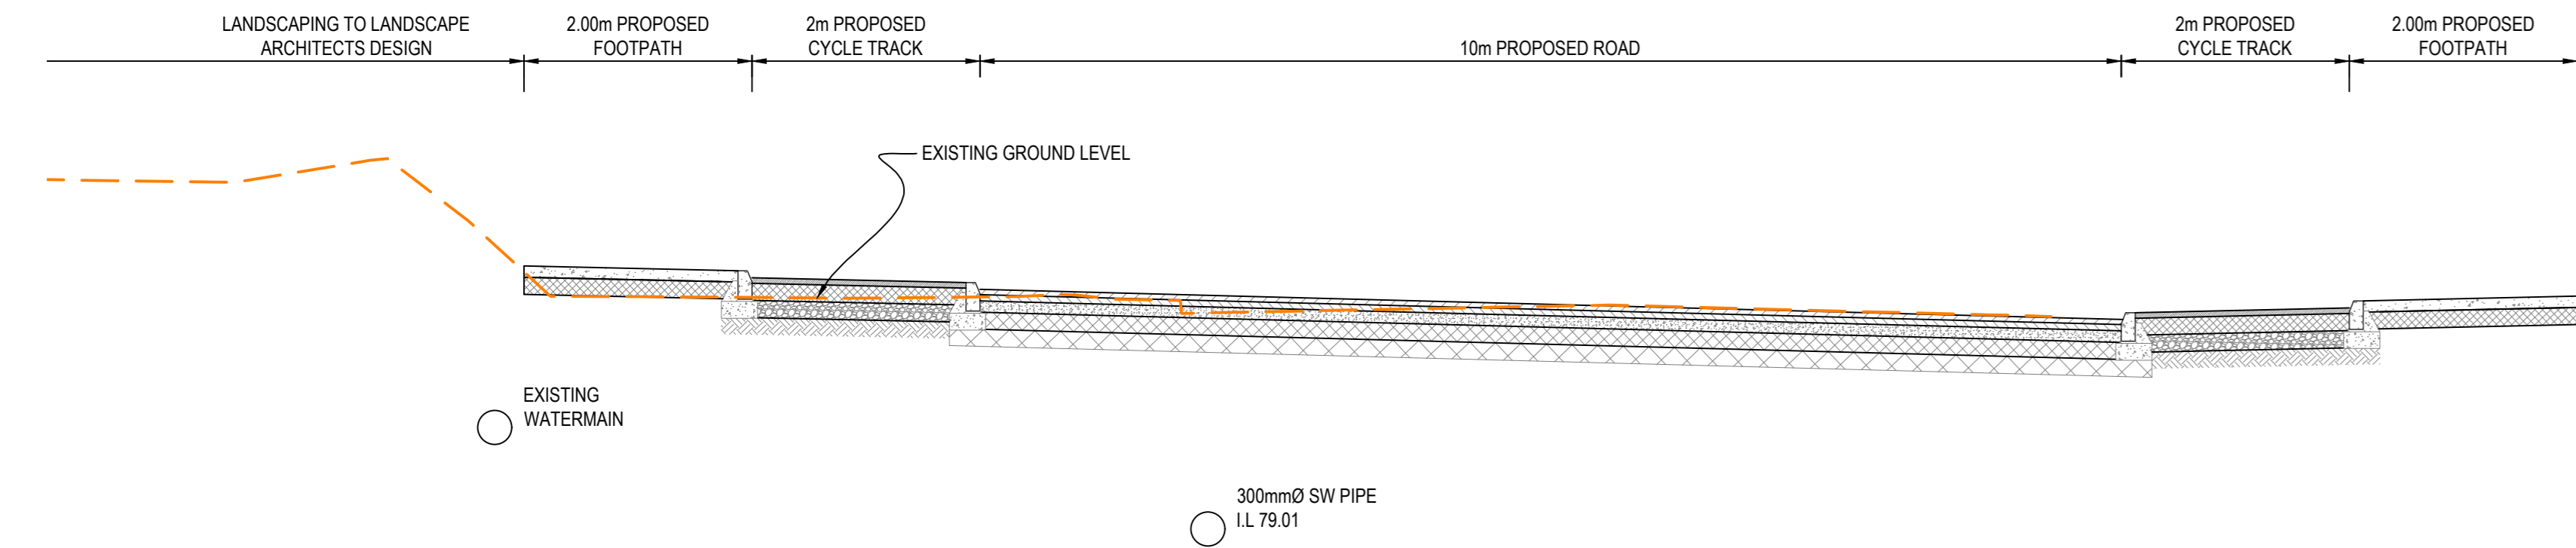 LANDSCAPING TO LANDSCAPE
ARCHITECTS DESIGN
2.00m PROPOSED
FOOTPATH
2m PROPOSED
CYCLE TRACK
10m PROPOSED ROAD
2m PROPOSED
CYCLE TRACK
2.00m PROPOSED
FOOTPATH
EXISTING GROUND LEVEL
EXISTING
WATERMAIN
300mmØ SW PIPE
I.L 79.01